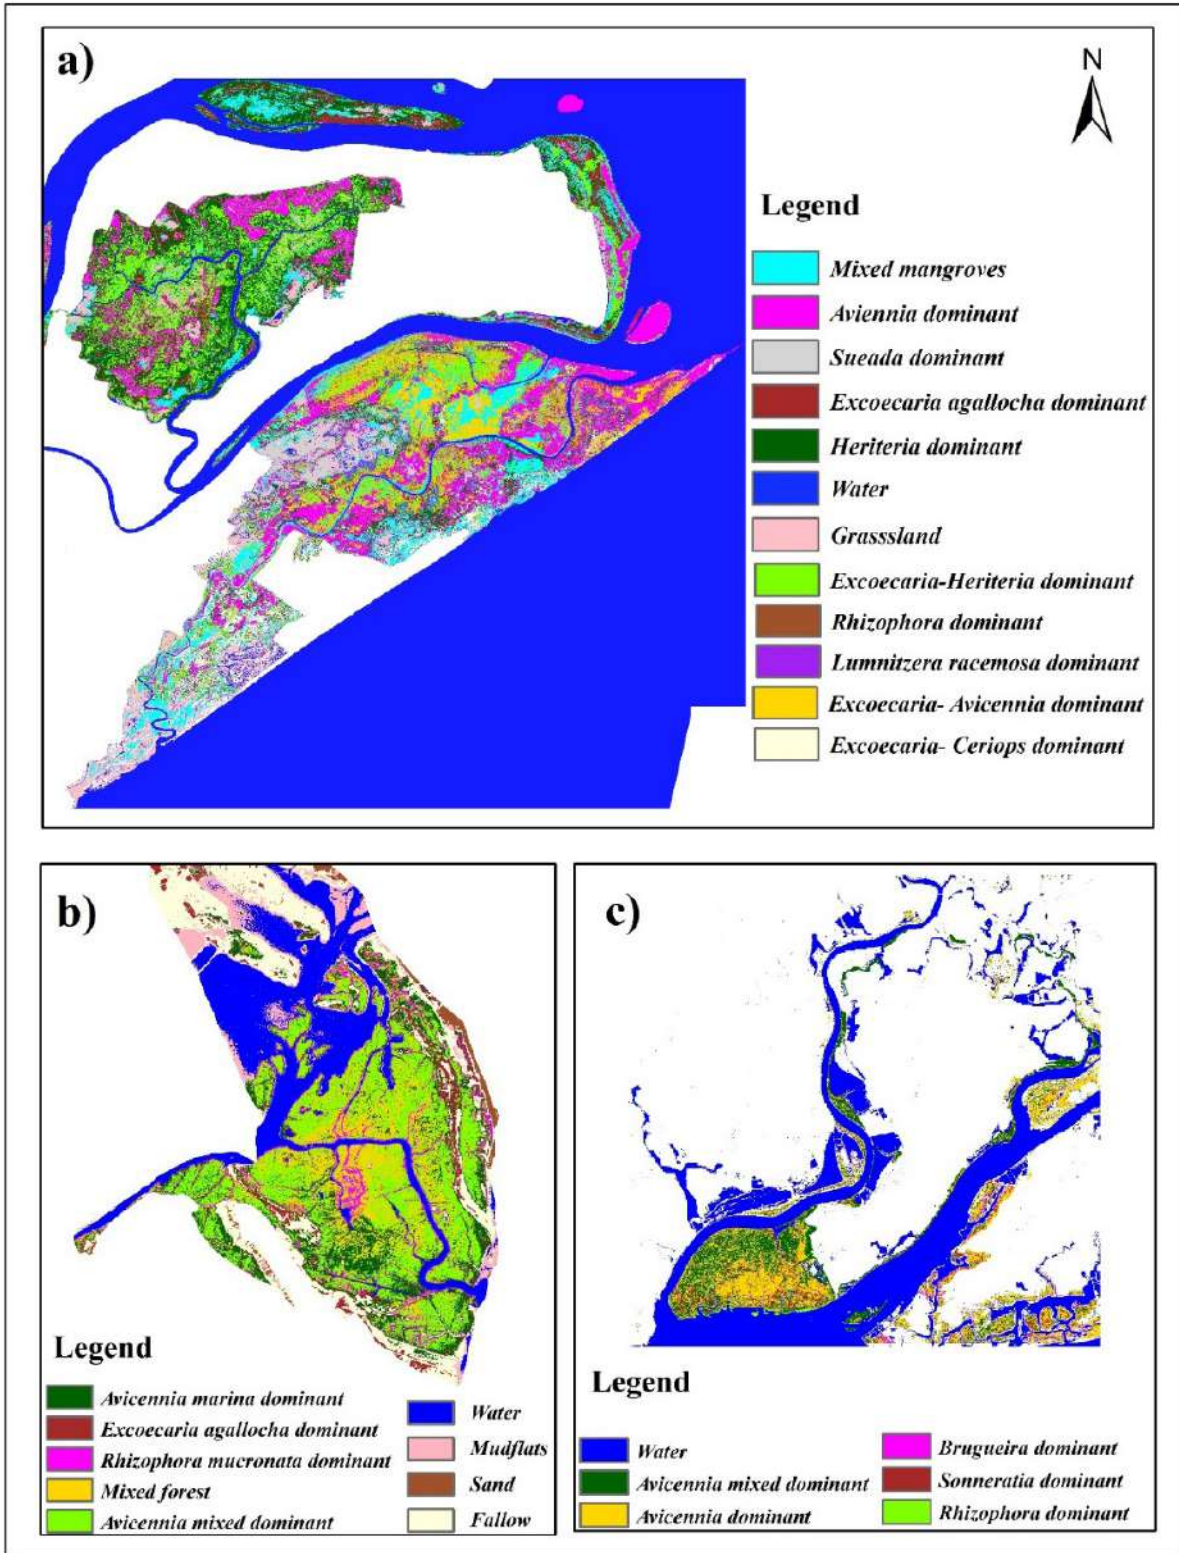 a)
N
Legend
Mixed mangroves
Aviennia dominant
Sueada dominant
Excoecaria agallocha dominant
Heriteria dominant
Water
Grasssland
Excoecaria-Heriteria dominant
Rhizophora dominant
Lumnitzera racemosa dominant
Excoecaria- Avicennia dominant
Excoecaria- Ceriops dominant
b)
Legend
Avicennia marina dominant
Excoecaria agallocha dominant
Rhizophora mucronata dominant
Mixed forest
Avicennia mixed dominant
Water
Mudflats
Sand
Fallow
c)
Legend
Water
Avicennia mixed dominant
Avicennia dominant
Brugueira dominant
Sonneratia dominant
Rhizophora dominant